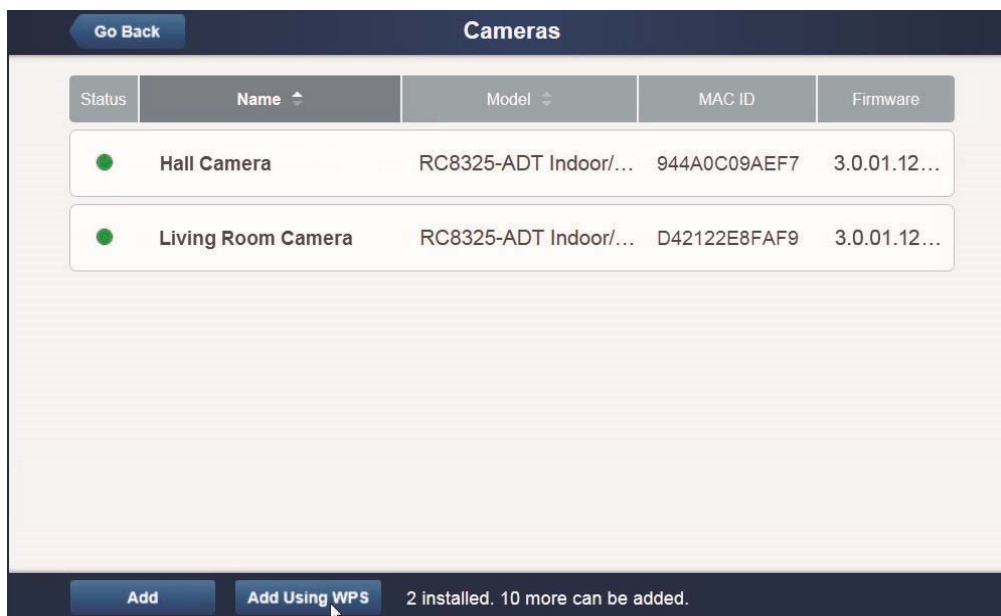 Go Back Cameras
Status Name Model MAC ID Firmware
Hall Camera RC8325-ADT Indoor/... 944A0C09AEF7 3.0.01.12...
Living Room Camera RC8325-ADT Indoor/... D42122E8FAF9 3.0.01.12...
Add Add Using WPS 2 installed. 10 more can be added.